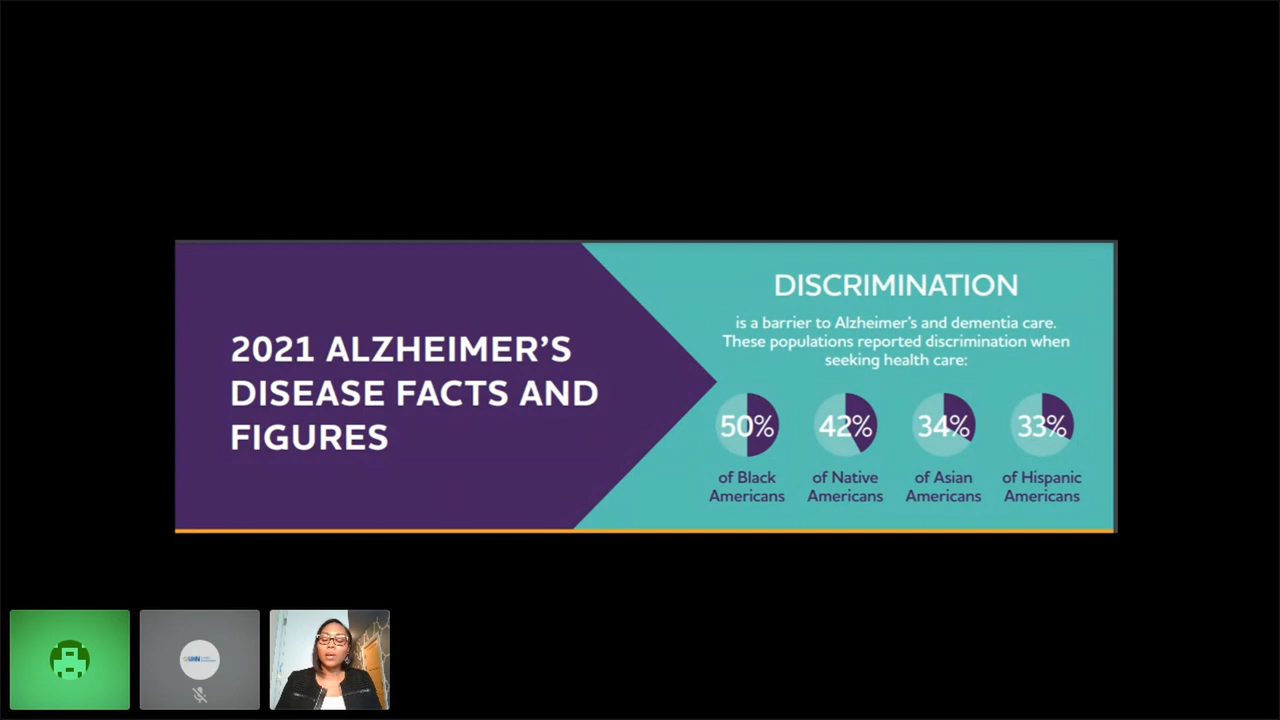 2021 ALZHEIMER'S
DISEASE FACTS AND
FIGURES
DISCRIMINATION
is a barrier to Alzheimer's and dementia care.
These populations reported discrimination when
seeking health care:
50%
42%
34%
33%
of Black
Americans
of Native
Americans
of Asian
Americans
of Hispanic
Americans